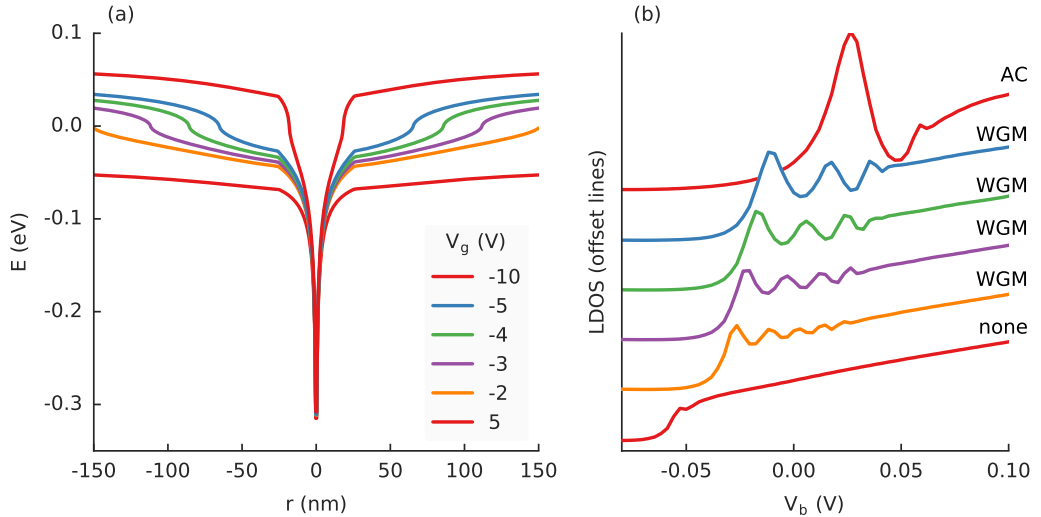 (a)
0.1
0.0
-0.1
-0.2
-0.3
E (eV)
-150
-100
-50
0
50
100
150
r (nm)
V_g (V)
-10
-5
-4
-3
-2
5
(b)
LDOS (offset lines)
AC
WGM
WGM
WGM
WGM
none
-0.05
0.00
0.05
0.10
V_b (V)